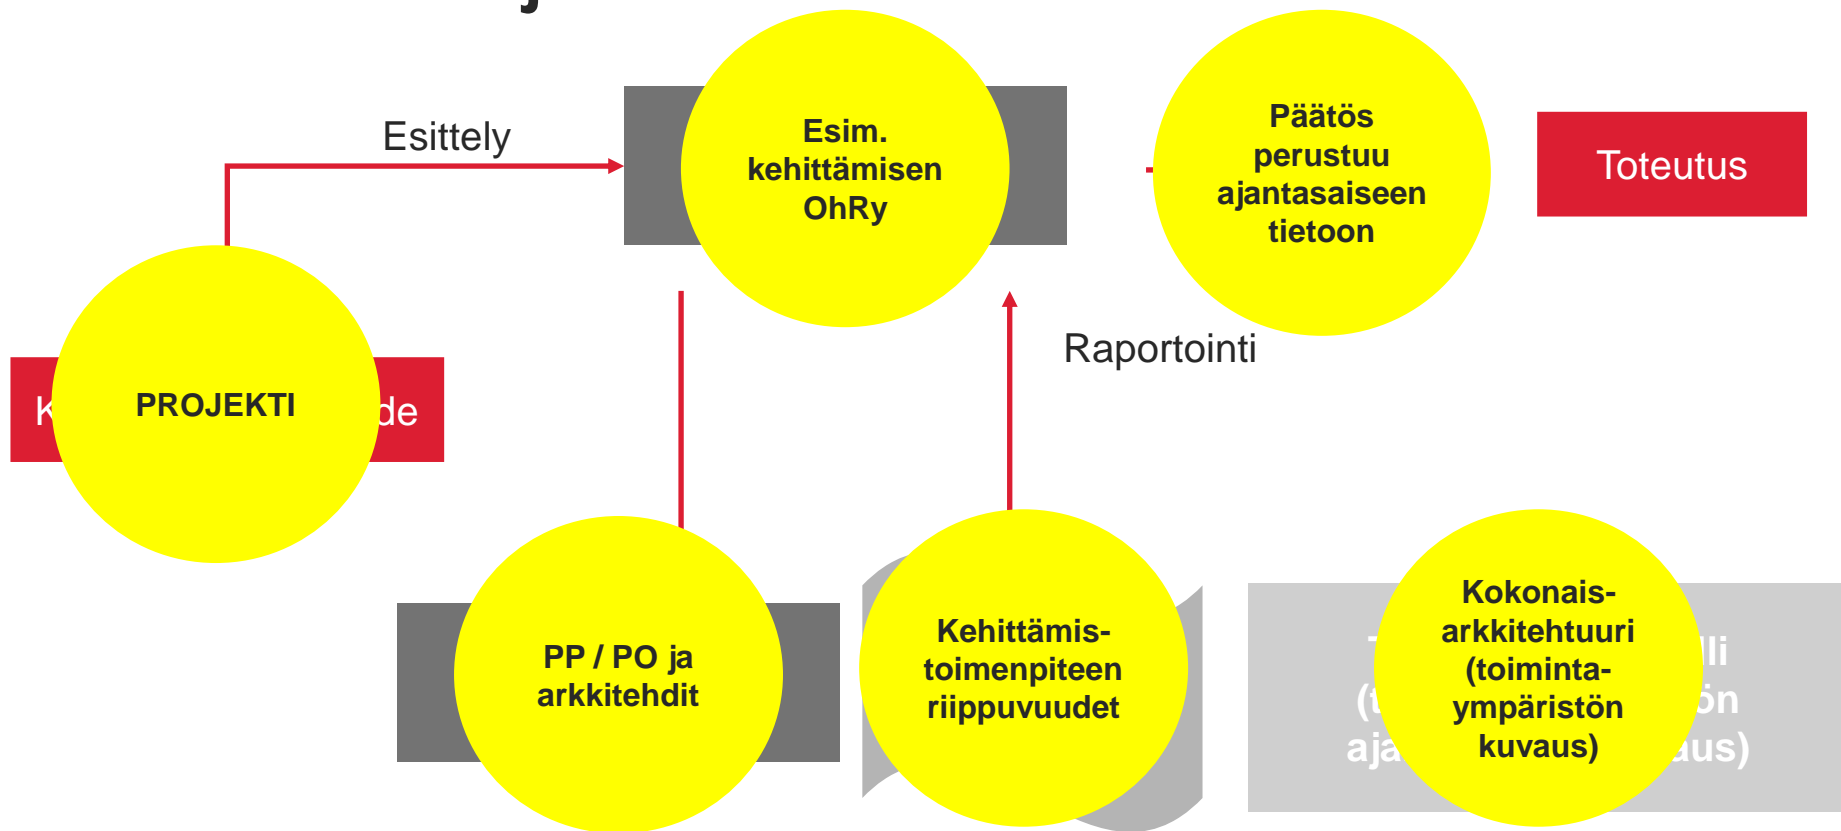 Esittely
Esim.
kehittämisen
OhRy
Päätös
perustuu
ajantasaiseen
tietoon
Toteutus
Raportointi
PROJEKTI
PP / PO ja
arkkitehdit
Kehittämis-
toimenpiteen
riippuvuudet
Kokonais-
arkkitehtuuri
(toiminta-
ympäristön
kuvaus)